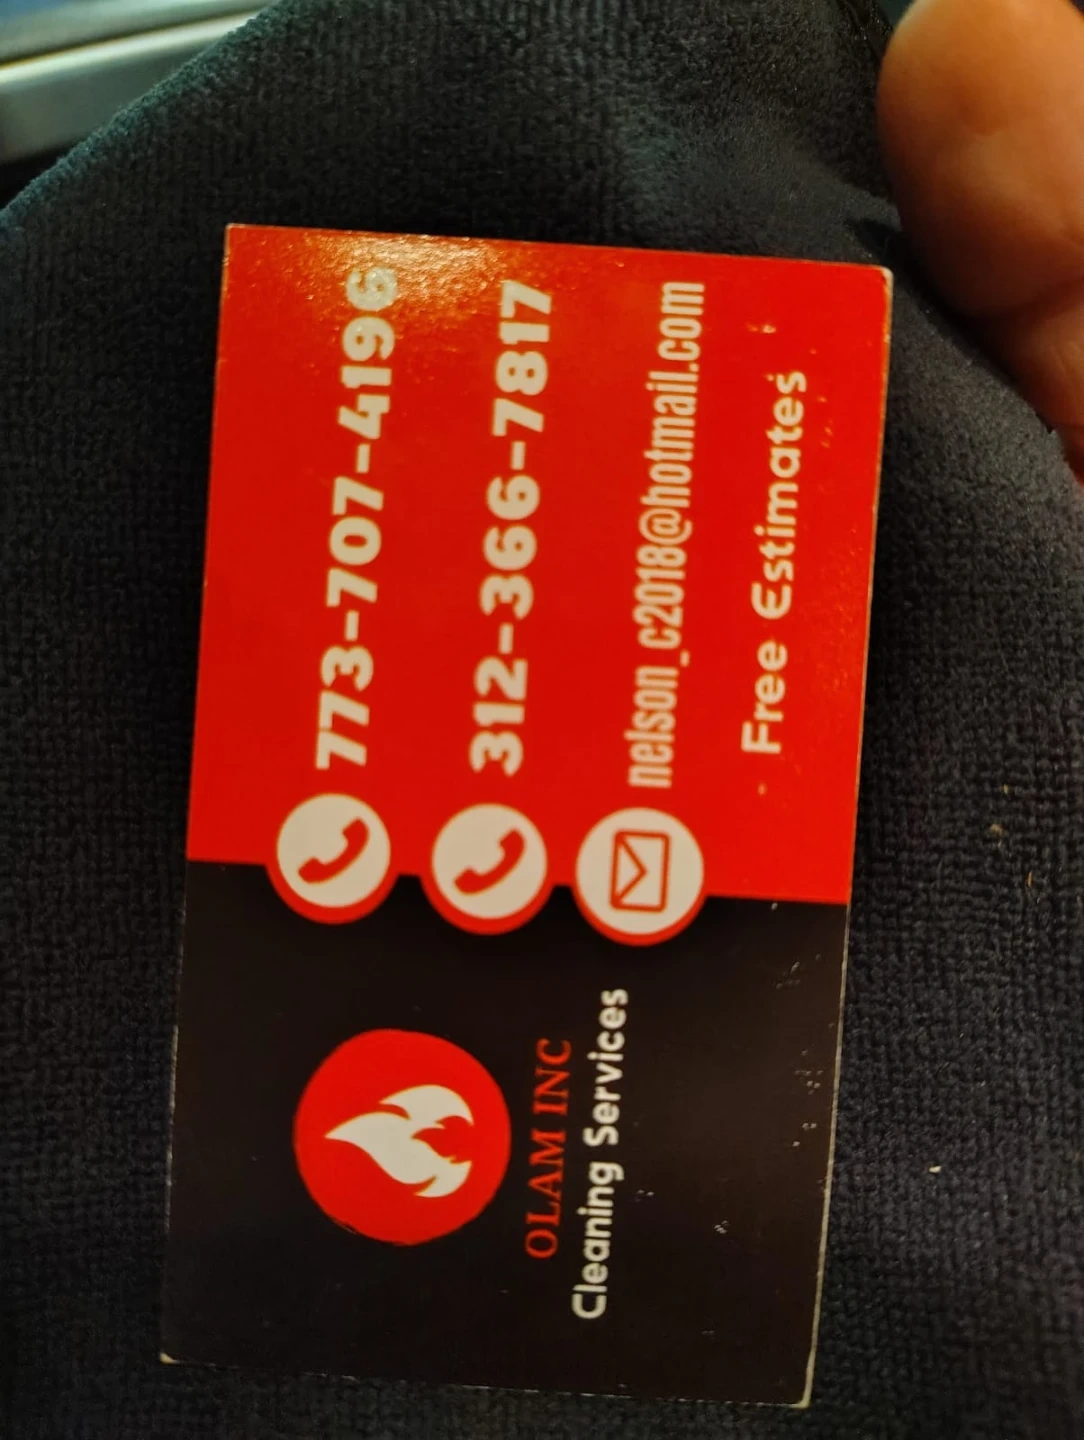 OLAM INC
Cleaning Services
773-707-4196
312-366-7817
nelson_c2018@hotmail.com
Free Estimates